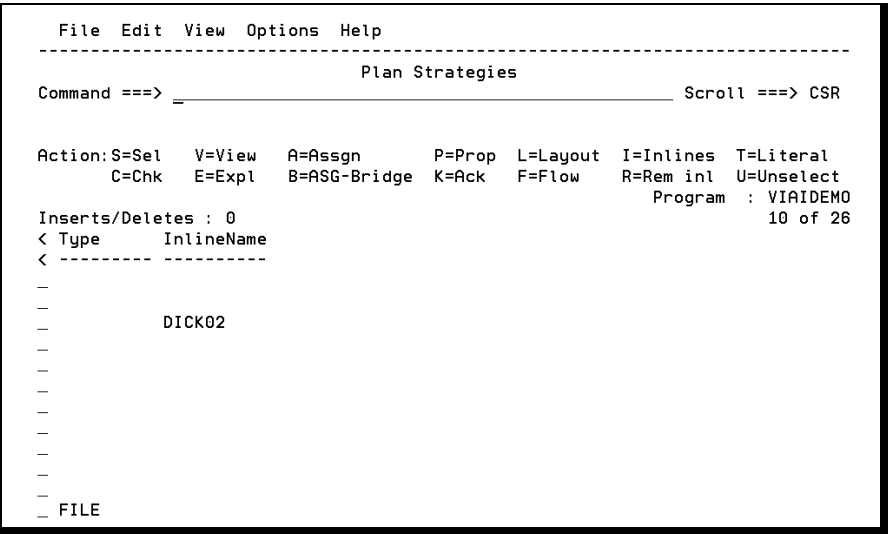 File Edit View Options Help
------------------------------------------------------------------------------
Plan Strategies
Command ===> _______________________________________________ Scroll ===> CSR
Action: S=Sel V=View A=Assgn P=Prop L=Layout I=Inlines T=Literal
C=Chk E=Expl B=ASG-Bridge K=Ack F=Flow R=Rem inl U=Unselect
Program : VIAIDEMO
Inserts/Deletes : 0 10 of 26
< Type InlineName
< --------- ----------
_
_
_ DICK02
_
_
_
_
_
_
_
_
_ FILE